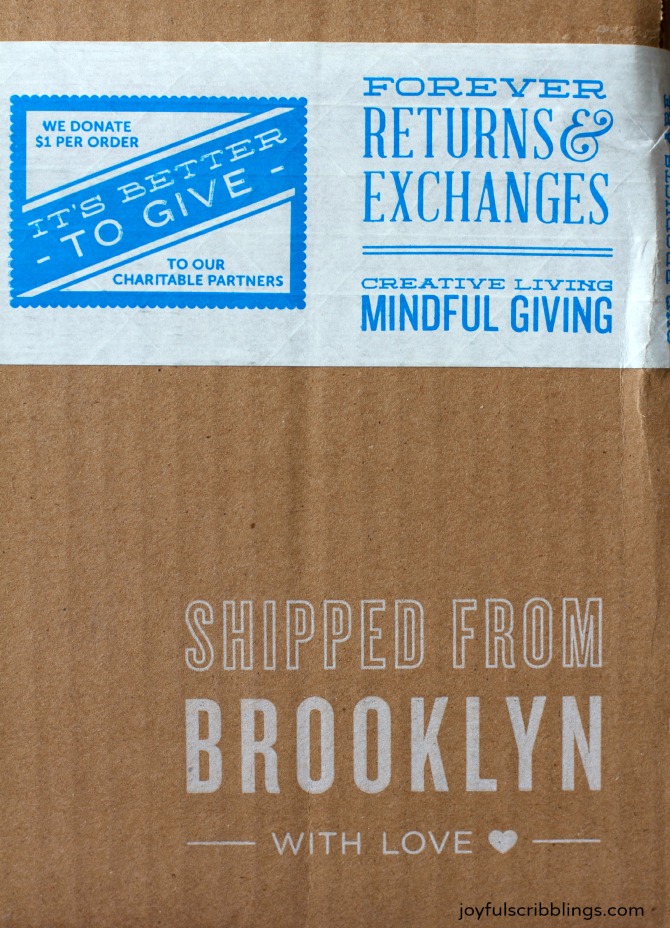 WE DONATE
$1 PER ORDER
IT'S BETTER
- TO GIVE -
TO OUR
CHARITABLE PARTNERS
FOREVER
RETURNS &
EXCHANGES
CREATIVE LIVING
MINDFUL GIVING
SHIPPED FROM
BROOKLYN
WITH LOVE ♥
joyfulscribblings.com